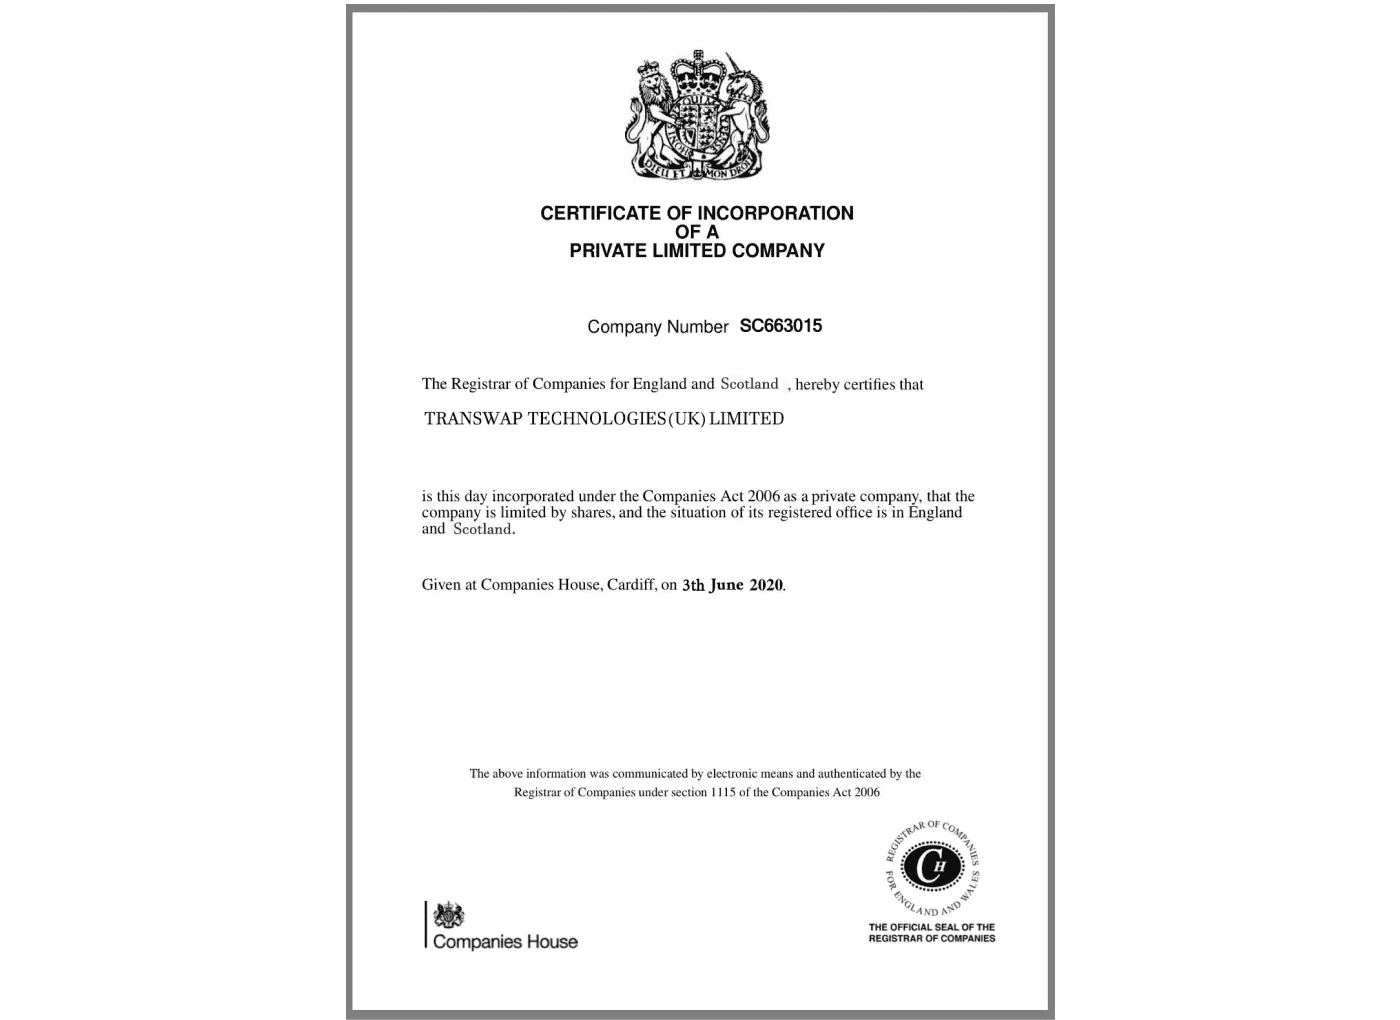 CERTIFICATE OF INCORPORATION
OF A
PRIVATE LIMITED COMPANY
Company Number SC663015
The Registrar of Companies for England and Scotland , hereby certifies that
TRANSWAP TECHNOLOGIES(UK) LIMITED
is this day incorporated under the Companies Act 2006 as a private company, that the
company is limited by shares, and the situation of its registered office is in England
and Scotland.
Given at Companies House, Cardiff, on 3th June 2020.
The above information was communicated by electronic means and authenticated by the
Registrar of Companies under section 1115 of the Companies Act 2006
REGISTRAR OF COMPANIES
FOR ENGLAND AND WALES
CH
THE OFFICIAL SEAL OF THE
REGISTRAR OF COMPANIES
Companies House
DIEU ET MON DROIT